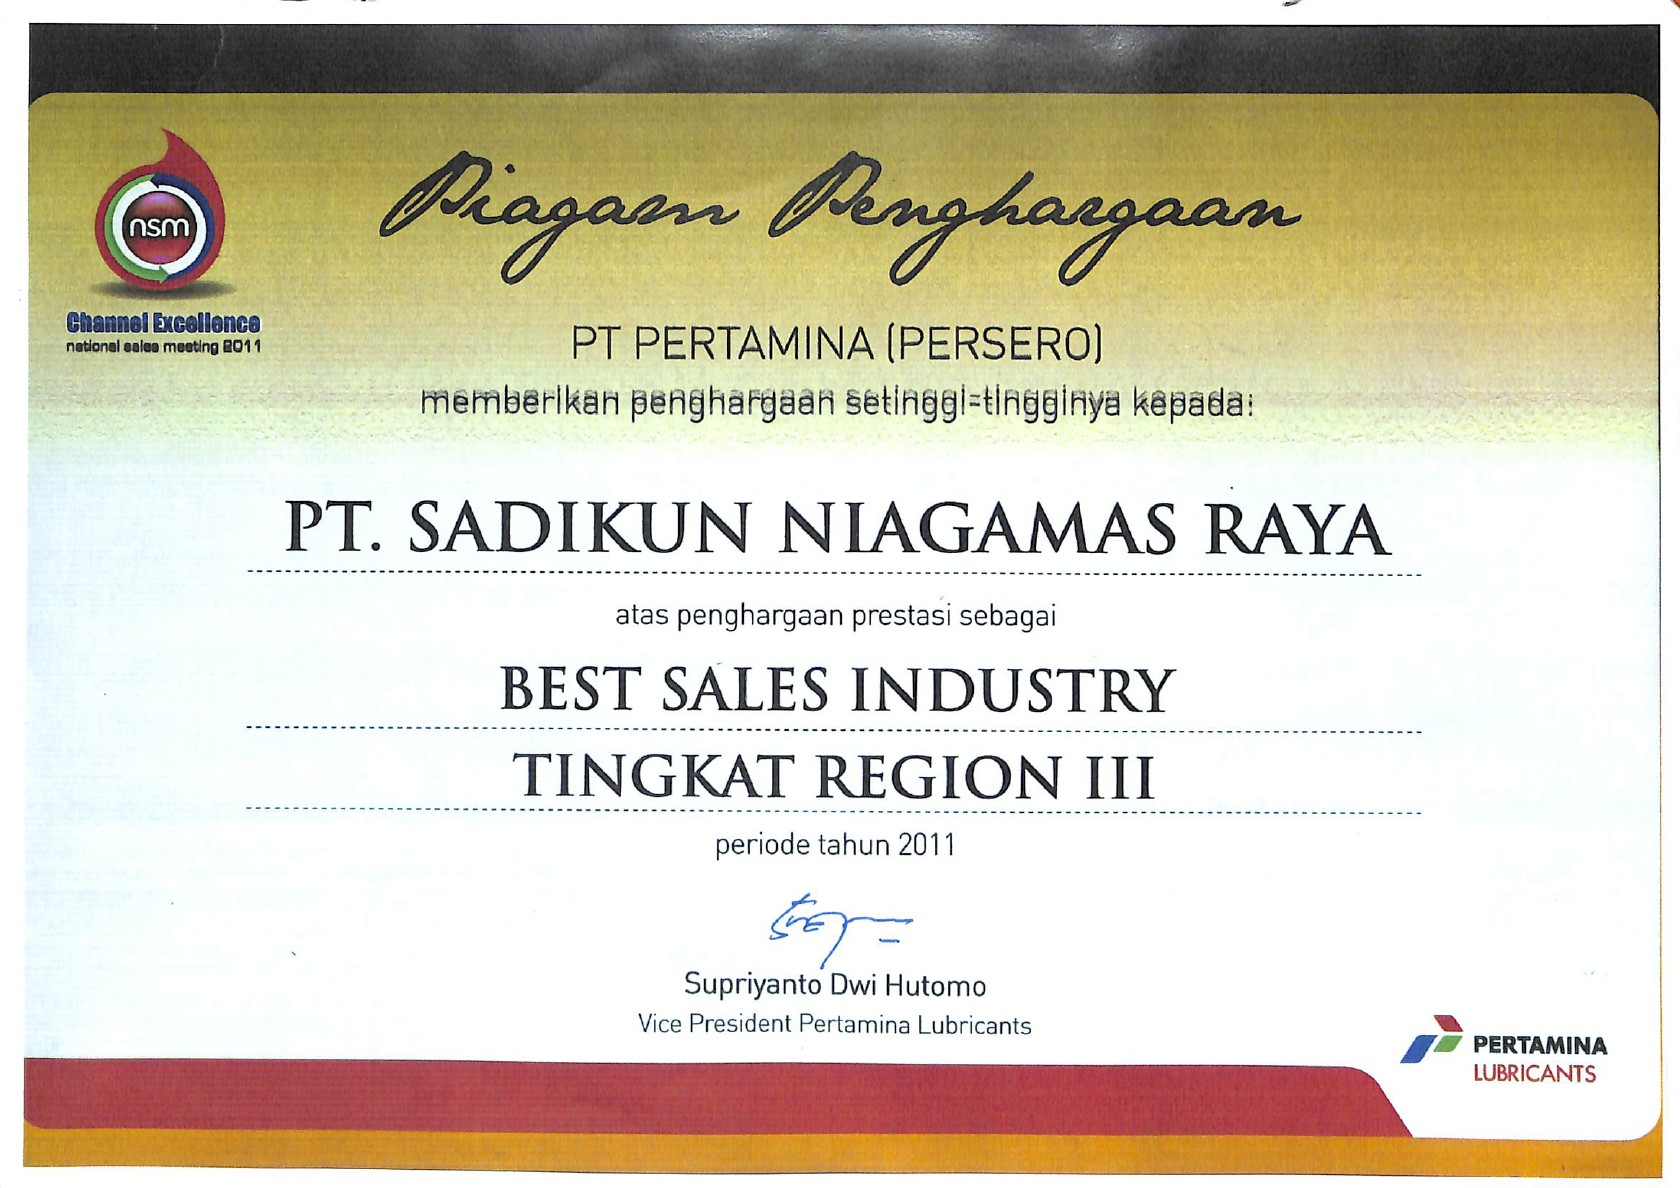 Piagam Penghargaan
nsm
Channel Excellence
national sales meeting 2011
PT PERTAMINA (PERSERO)
memberikan penghargaan setinggi-tingginya kepada:
PT. SADIKUN NIAGAMAS RAYA
atas penghargaan prestasi sebagai
BEST SALES INDUSTRY
TINGKAT REGION III
periode tahun 2011
Supriyanto Dwi Hutomo
Vice President Pertamina Lubricants
PERTAMINA
LUBRICANTS